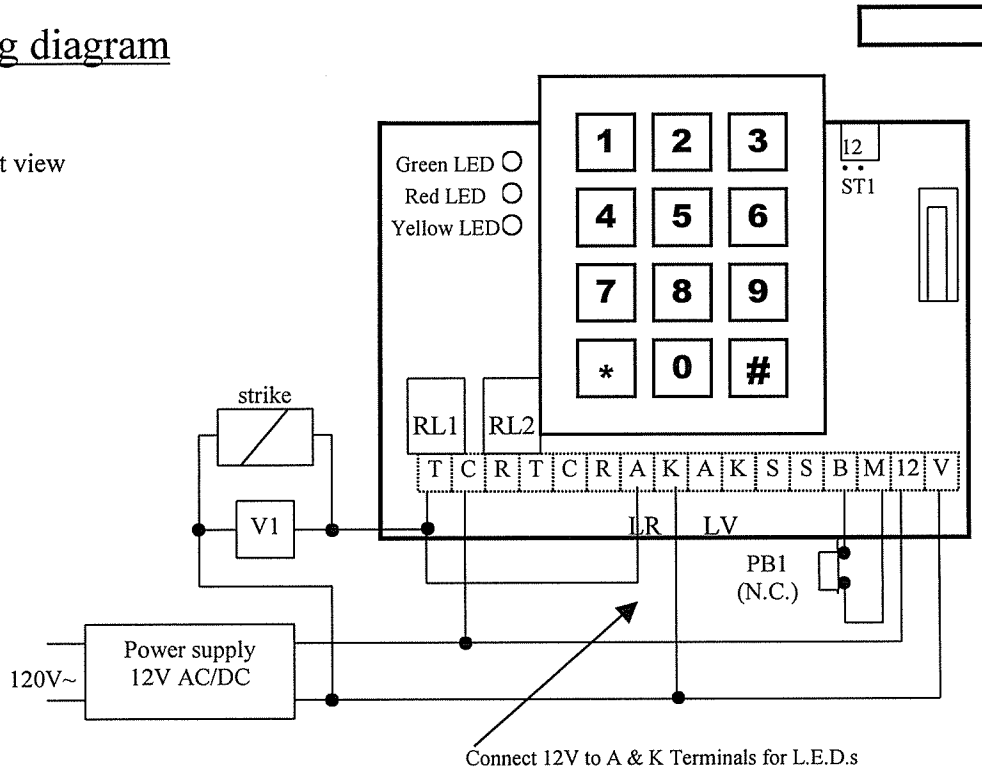 g diagram
t view
Green LED
Red LED
Yellow LED
1 2 3
4 5 6
7 8 9
* 0 #
12
ST1
strike
RL1 RL2
T C R T C R A K A K S S B M 12 V
V1
LR LV
PB1
(N.C.)
Power supply
12V AC/DC
120V~
Connect 12V to A & K Terminals for L.E.D.s